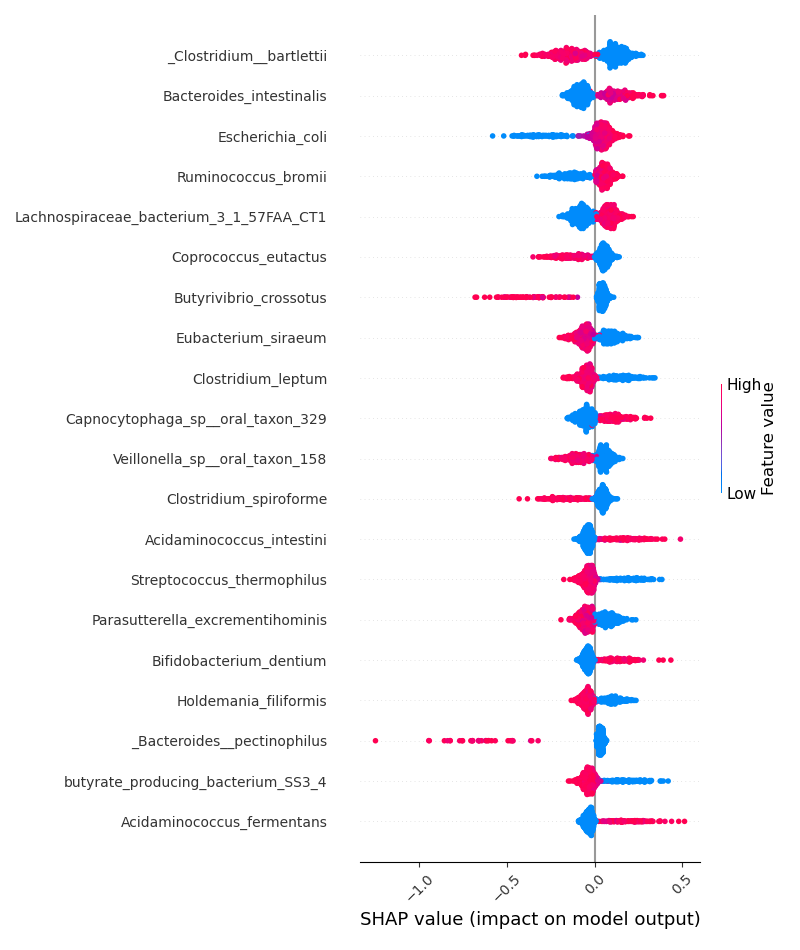 _Clostridium__bartlettii
Bacteroides_intestinalis
Escherichia_coli
Ruminococcus_bromii
Lachnospiraceae_bacterium_3_1_57FAA_CT1
Coprococcus_eutactus
Butyrivibrio_crossotus
Eubacterium_siraeum
Clostridium_leptum
Capnocytophaga_sp__oral_taxon_329
Veillonella_sp__oral_taxon_158
Clostridium_spiroforme
Acidaminococcus_intestini
Streptococcus_thermophilus
Parasutterella_excrementihominis
Bifidobacterium_dentium
Holdemania_filiformis
_Bacteroides__pectinophilus
butyrate_producing_bacterium_SS3_4
Acidaminococcus_fermentans
High
Low
Feature value
−1.0
−0.5
0.0
0.5
SHAP value (impact on model output)